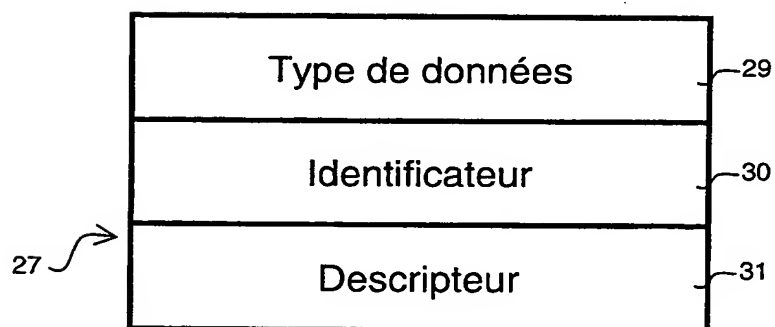 Type de données 29
Identificateur 30
27
Descripteur 31